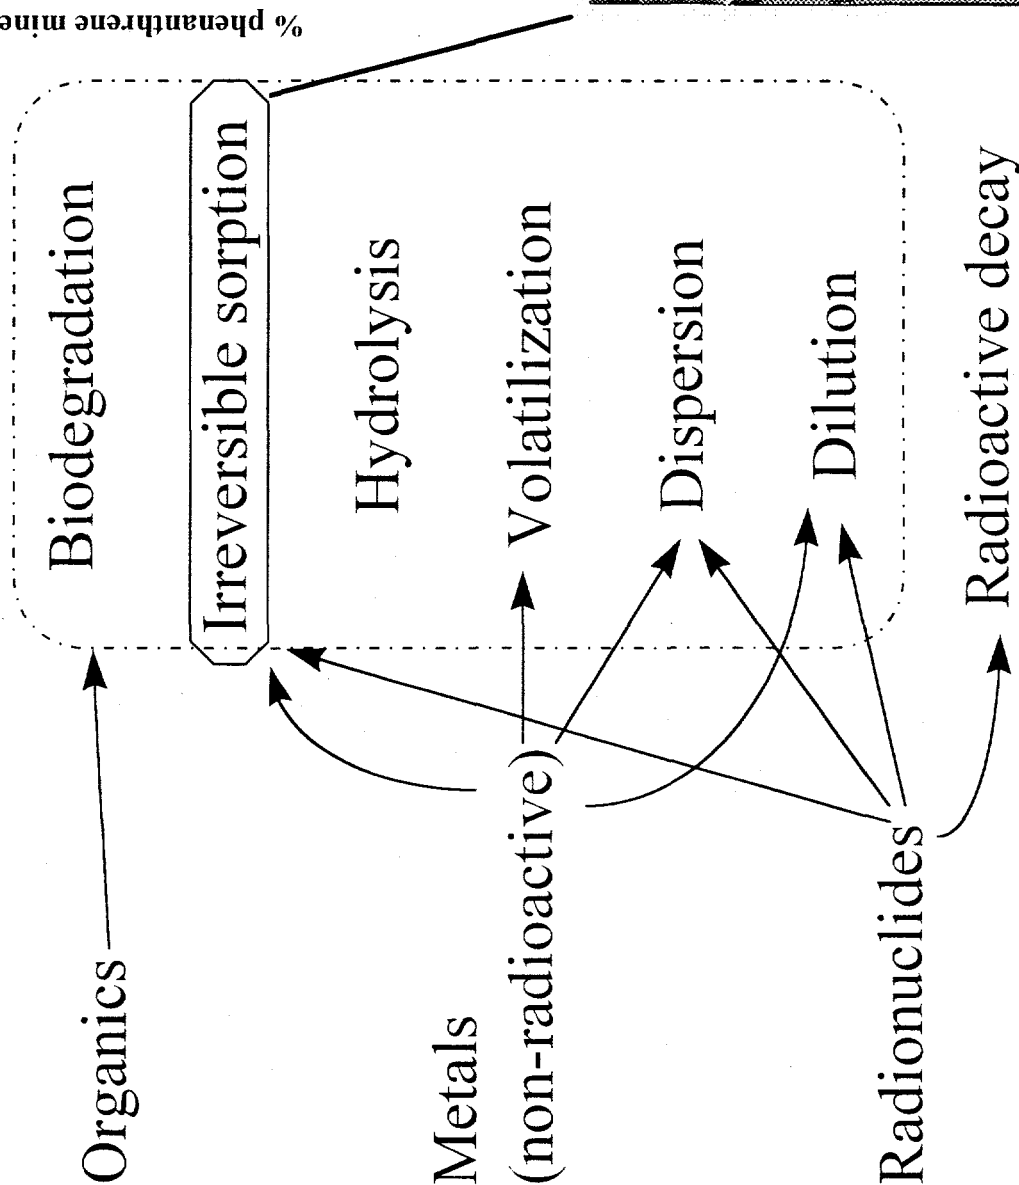 % phenanthrene mine
Organics
Metals
(non-radioactive)
Radionuclides
Biodegradation
Irreversible sorption
Hydrolysis
Volatilization
Dispersion
Dilution
Radioactive decay